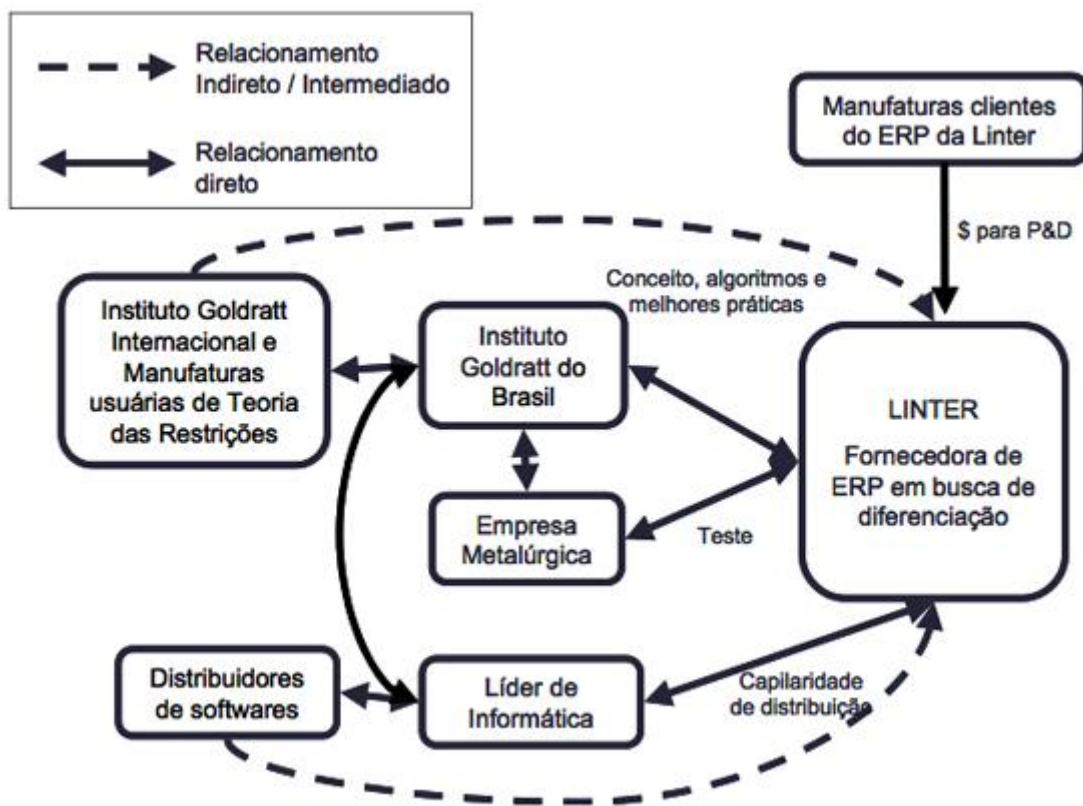 Relacionamento
Indireto / Intermediado
Relacionamento
direto
Manufaturas clientes
do ERP da Linter
$ para P&D
Conceito, algoritmos e
melhores práticas
Instituto Goldratt
Internacional e
Manufaturas
usuárias de Teoria
das Restrições
Instituto
Goldratt do
Brasil
LINTER
Fornecedora de
ERP em busca de
diferenciação
Empresa
Metalúrgica
Teste
Distribuidores
de softwares
Líder de
Informática
Capilaridade
de distribuição